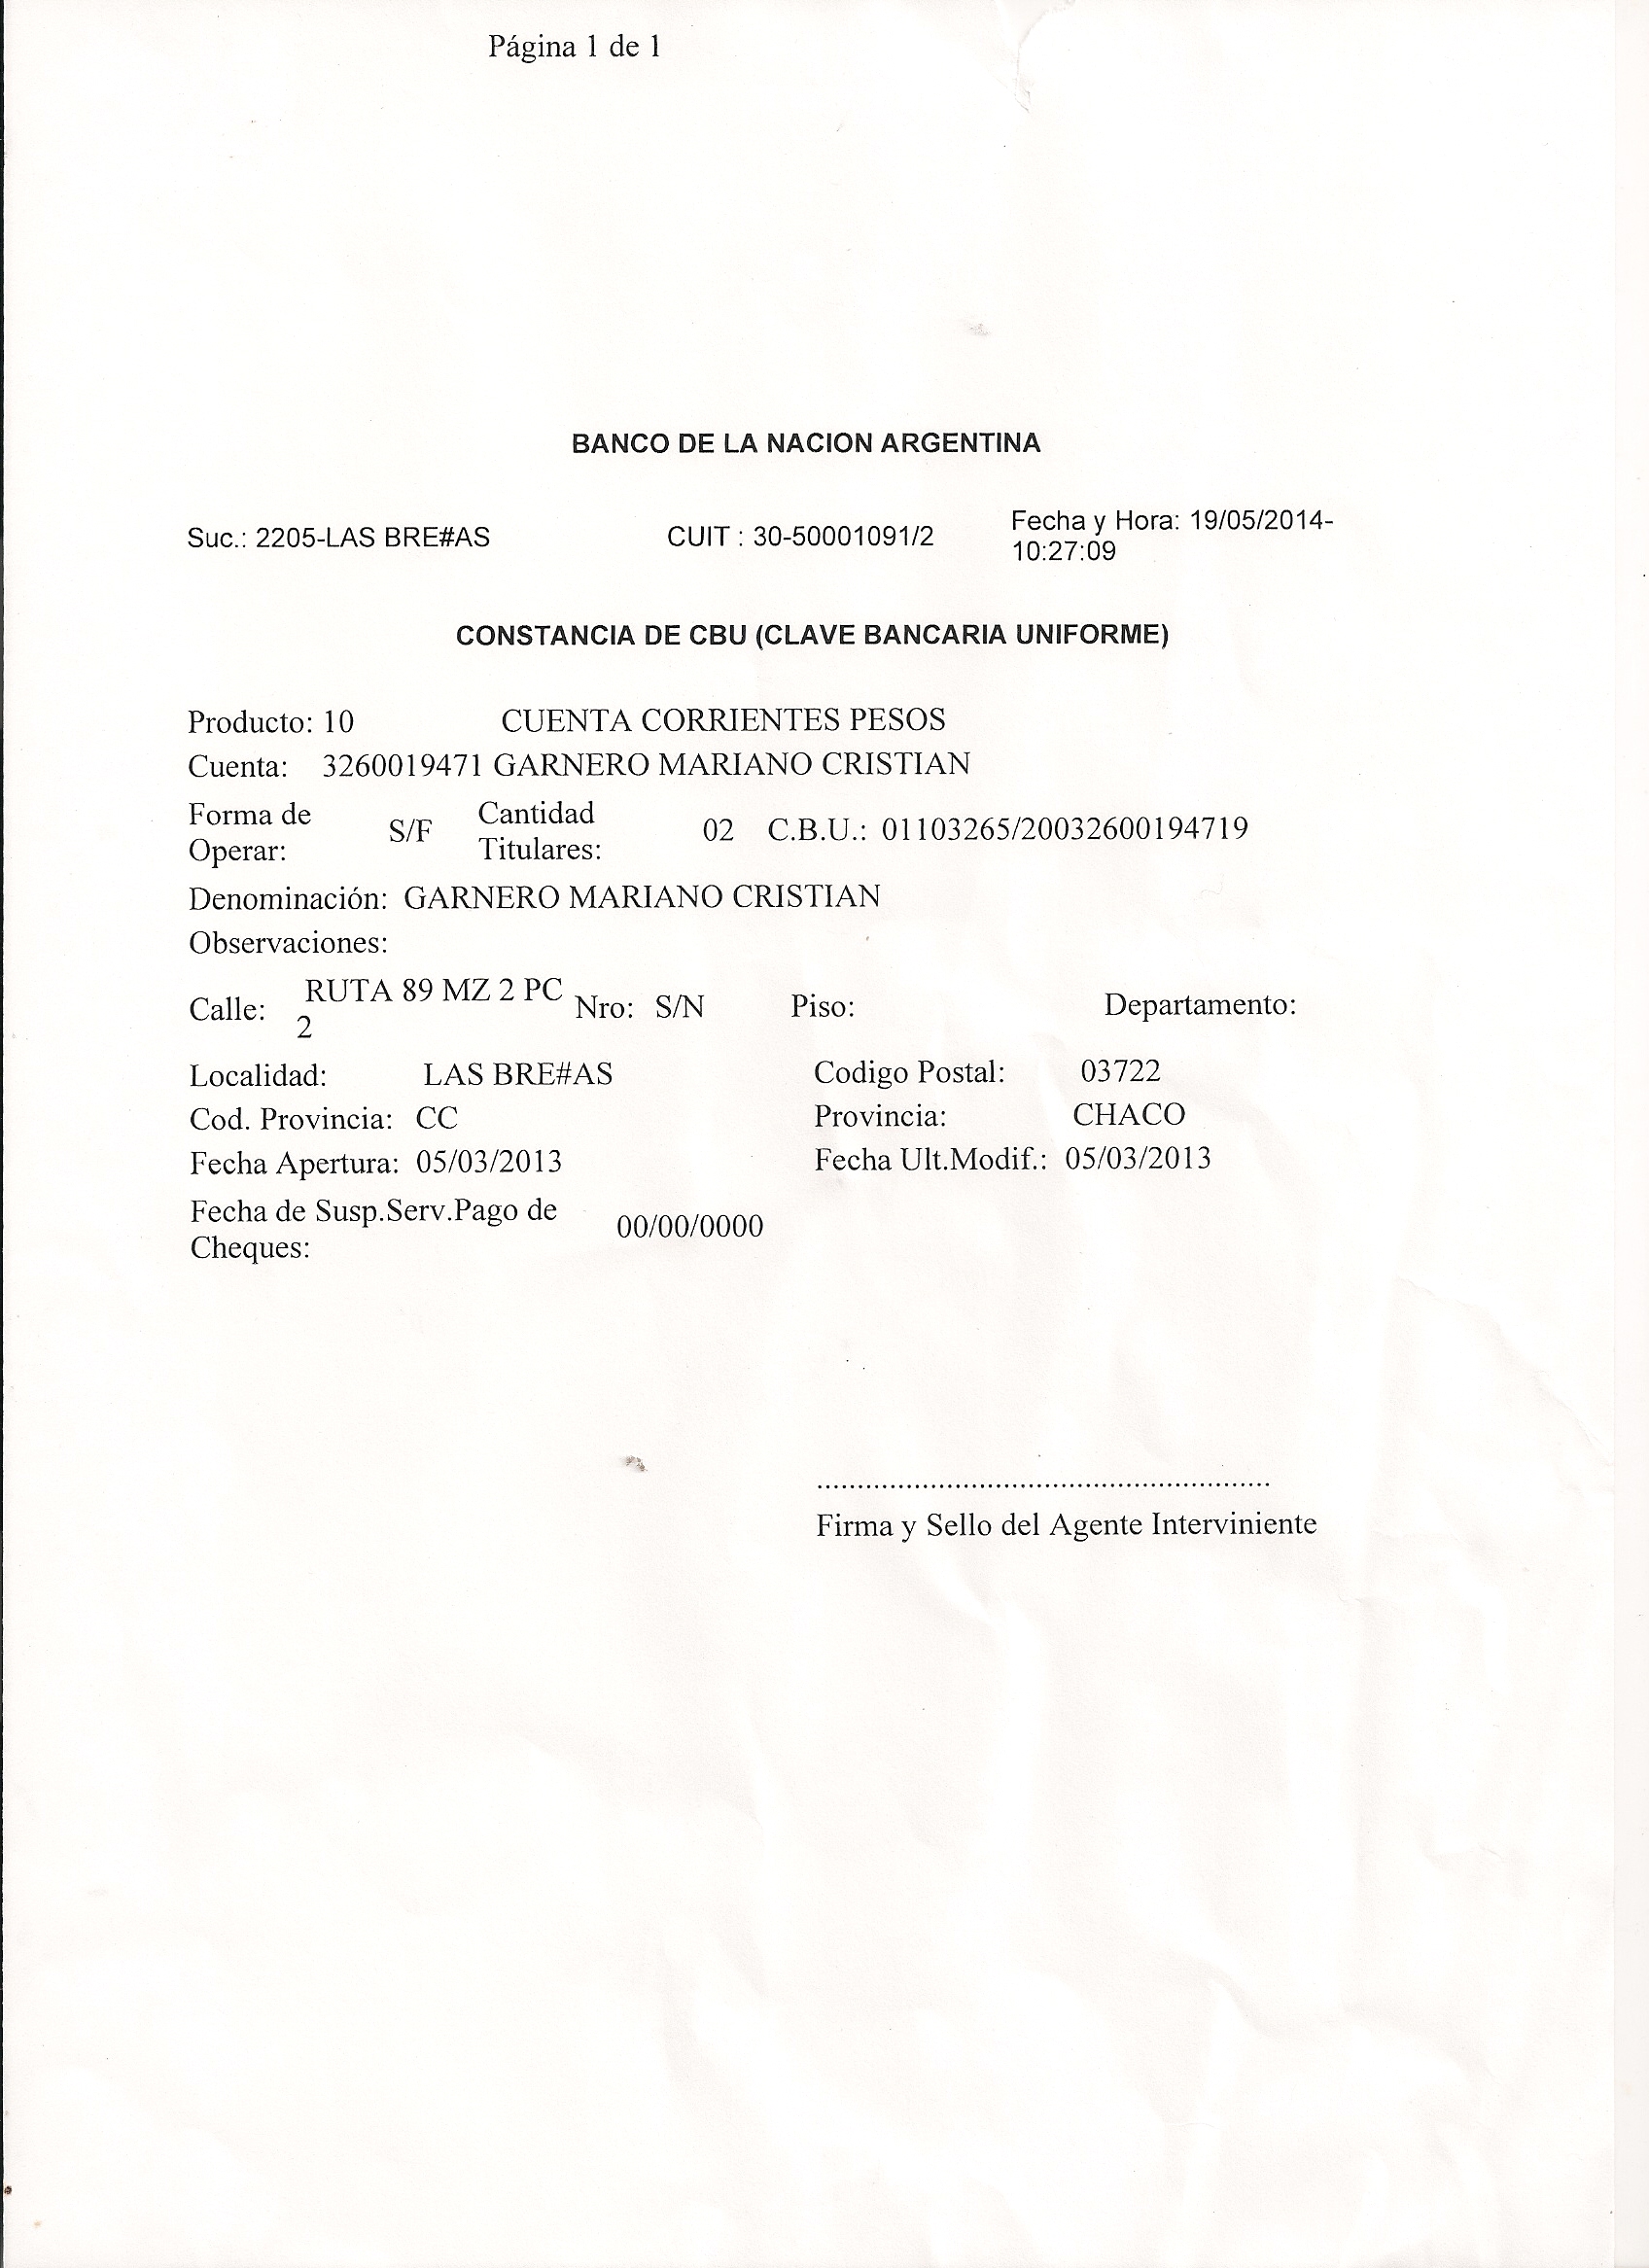 Página 1 de 1
BANCO DE LA NACION ARGENTINA
Suc.: 2205-LAS BRE#AS CUIT : 30-50001091/2 Fecha y Hora: 19/05/2014-
10:27:09
CONSTANCIA DE CBU (CLAVE BANCARIA UNIFORME)
Producto: 10 CUENTA CORRIENTES PESOS
Cuenta: 3260019471 GARNERO MARIANO CRISTIAN
Forma de
Operar: S/F Cantidad
Titulares: 02 C.B.U.: 01103265/20032600194719
Denominación: GARNERO MARIANO CRISTIAN
Observaciones:
Calle: RUTA 89 MZ 2 PC
2 Nro: S/N Piso: Departamento:
Localidad: LAS BRE#AS Codigo Postal: 03722
Cod. Provincia: CC Provincia: CHACO
Fecha Apertura: 05/03/2013 Fecha Ult.Modif.: 05/03/2013
Fecha de Susp.Serv.Pago de
Cheques: 00/00/0000
........................................................
Firma y Sello del Agente Interviniente